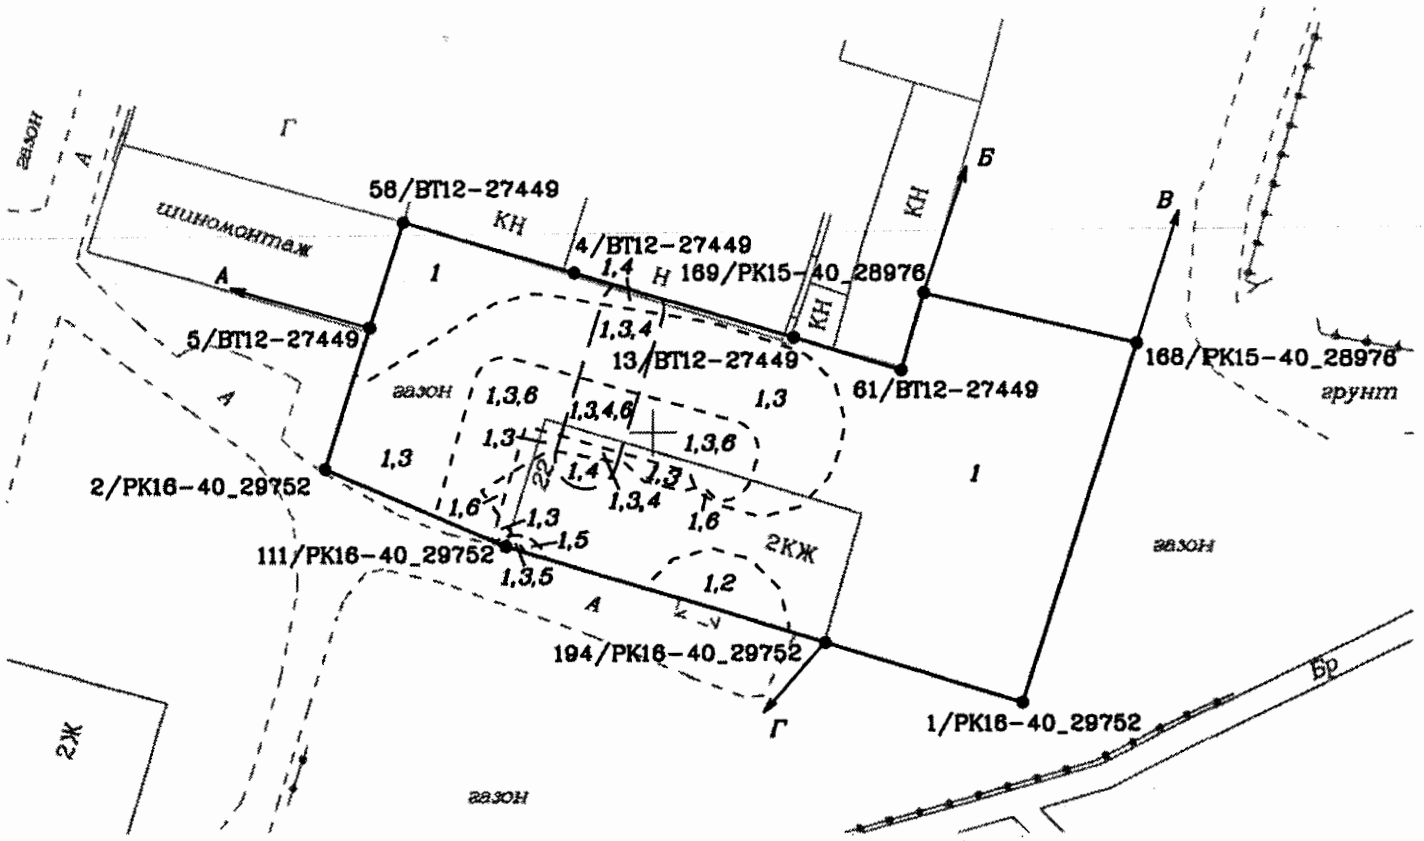 газон
А
Г
58/ВТ12-27449
КН
шиномонтаж
А
5/ВТ12-27449
1
4/ВТ12-27449
1,4
Н
169/РК15-40_28976
КН
Б
В
КН
1,3,4
13/ВТ12-27449
61/ВТ12-27449
168/РК15-40_28976
У
грунт
А
газон
1,3,6
1,3,4,6
1,3
1,3,6
1,3
1,3
22
1,4
1,3
1,3,4
1,6
1
2/РК16-40_29752
1,6
1,3
1,5
111/РК16-40_29752
1,3,5
2КЖ
газон
1,2
А
194/РК16-40_29752
Г
1/РК16-40_29752
Бр
2Ж
газон